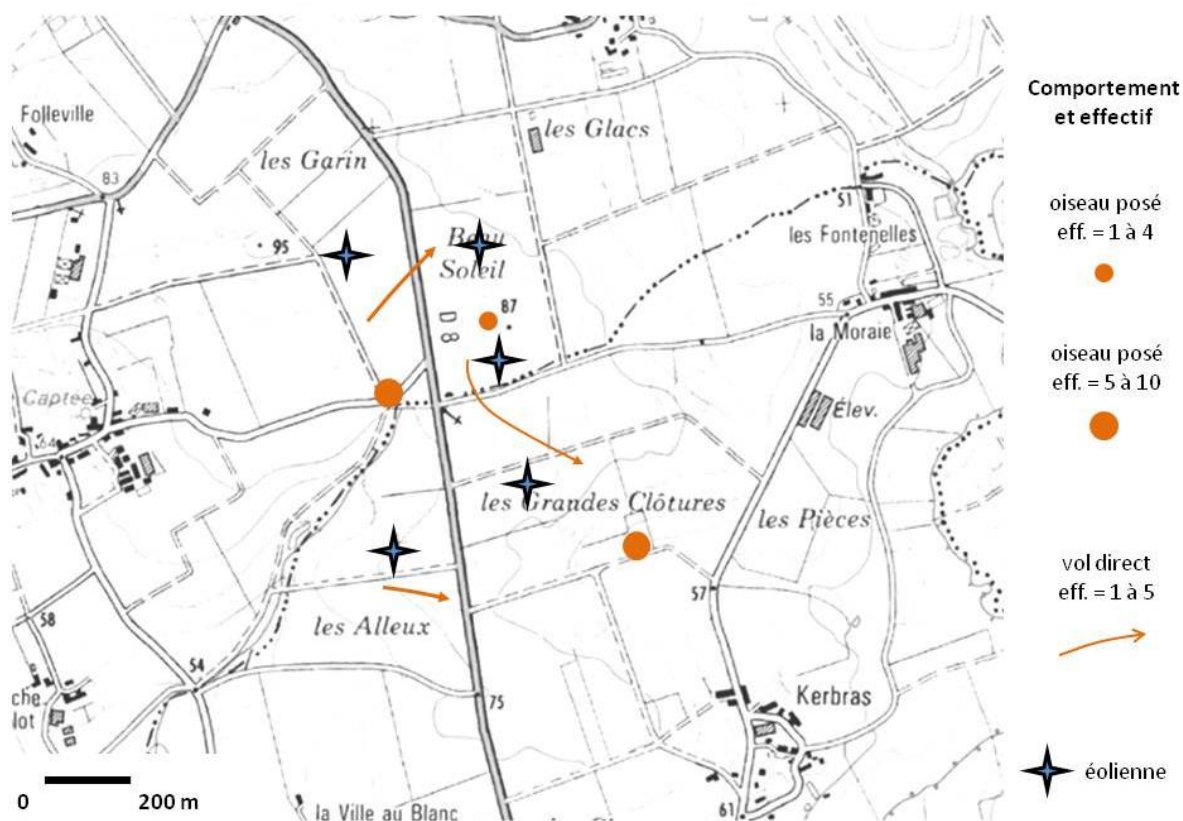 Folleville
83
les Garin
les Glacs
95
Beau
Soleil
87
D 8
51
les Fontenelles
55
la Moraie
Élev.
Captée
64
les Grandes Clôtures
les Pièces
57
les Alleux
58
54
75
Kerbras
61
la Ville au Blanc
che
lot
0 200 m
Comportement
et effectif
oiseau posé
eff. = 1 à 4
oiseau posé
eff. = 5 à 10
vol direct
eff. = 1 à 5
éolienne